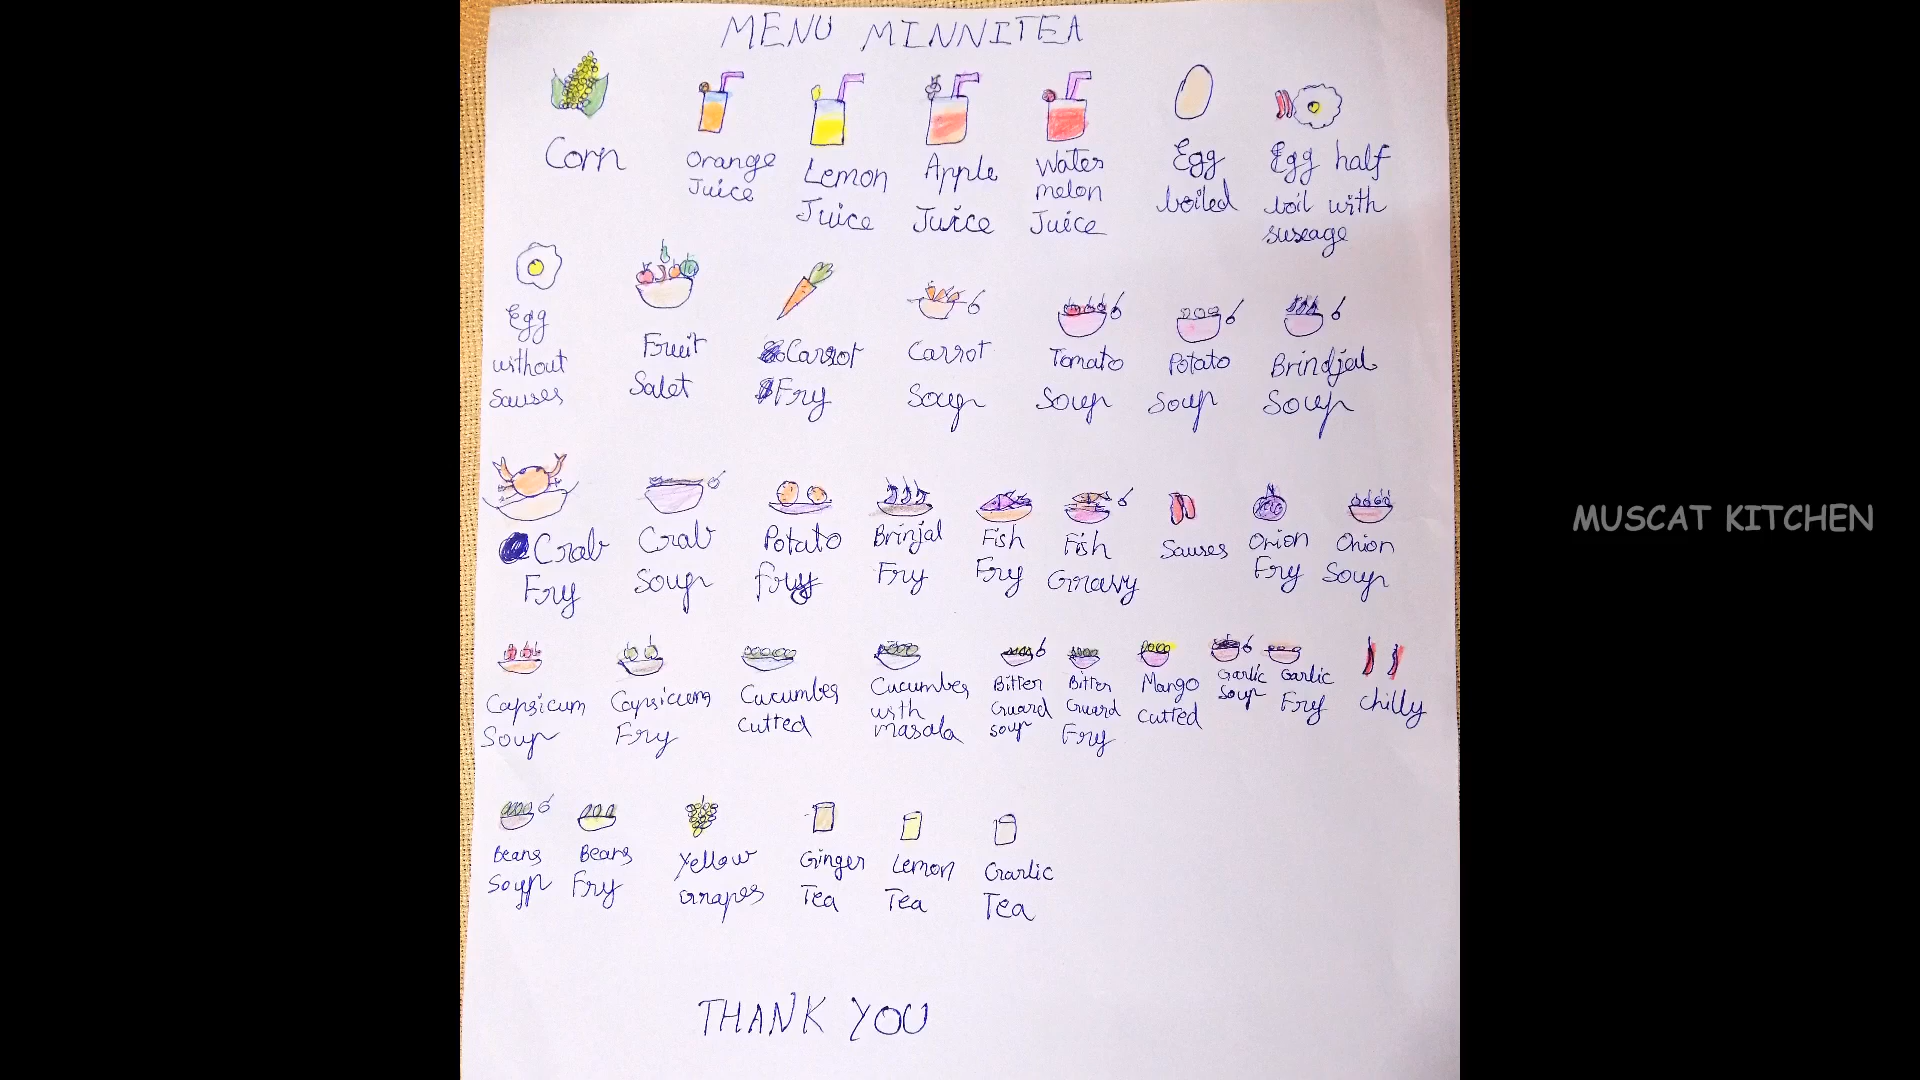 MENU MINNITEA
Corn
Orange
Juice
Lemon
Juice
Apple
Juice
Water
melon
Juice
Egg
boiled
Egg half
boil with
suseage
Egg
without
sauses
Fruit
Salet
Carrot
Fry
Carrot
Soup
Tomato
Soup
Potato
Soup
Brindjal
Soup
Crab
Fry
Crab
Soup
Potato
fry
Brinjal
Fry
Fish
Fry
Fish
Gravy
Sauses
Onion
Fry
Onion
Soup
Capsicum
Soup
Capsicum
Fry
Cucumber
cutted
Cucumber
with
masala
Bitter
Guard
soup
Bitter
Guard
Fry
Mango
cutted
Garlic
Soup
Garlic
Fry
Chilly
Beans
Soup
Beans
Fry
Yellow
Grapes
Ginger
Tea
Lemon
Tea
Garlic
Tea
THANK YOU
MUSCAT KITCHEN